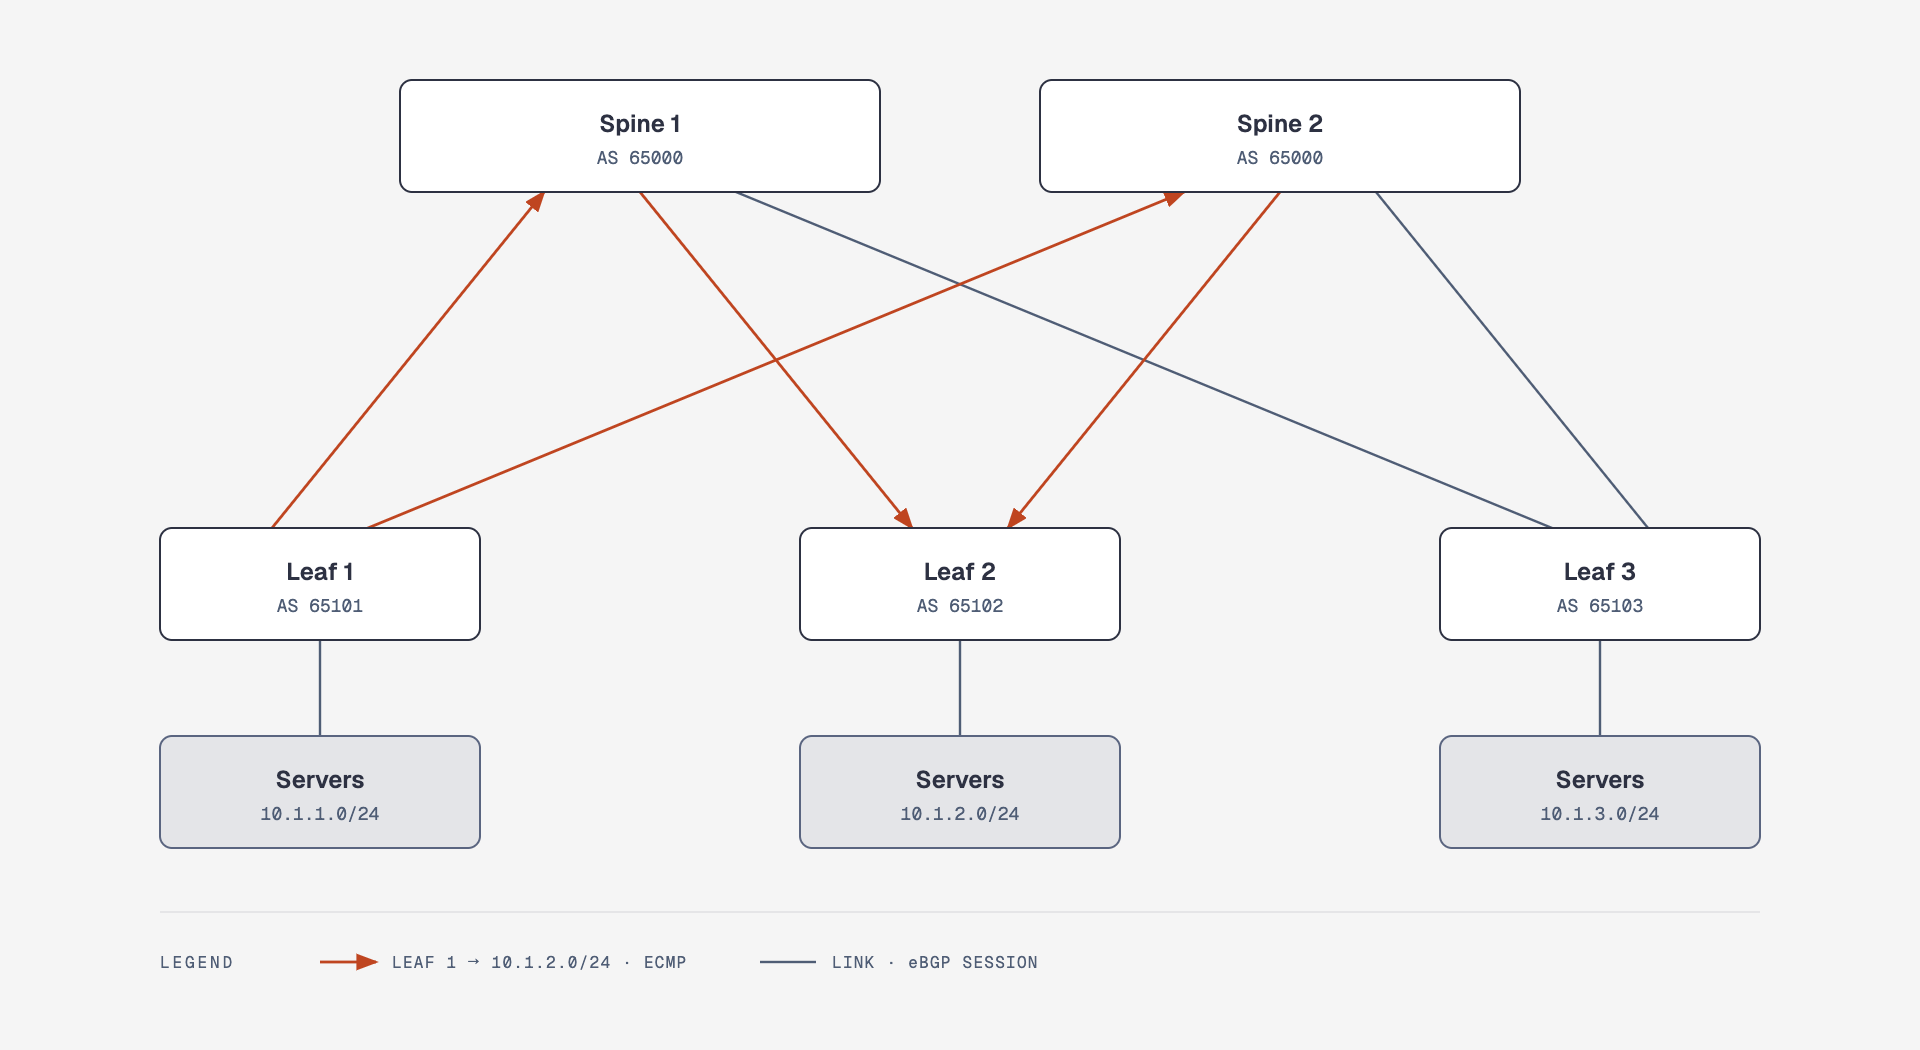 Spine 1
AS 65000
Spine 2
AS 65000
Leaf 1
AS 65101
Leaf 2
AS 65102
Leaf 3
AS 65103
Servers
10.1.1.0/24
Servers
10.1.2.0/24
Servers
10.1.3.0/24
LEGEND
LEAF 1 → 10.1.2.0/24 · ECMP
LINK · eBGP SESSION